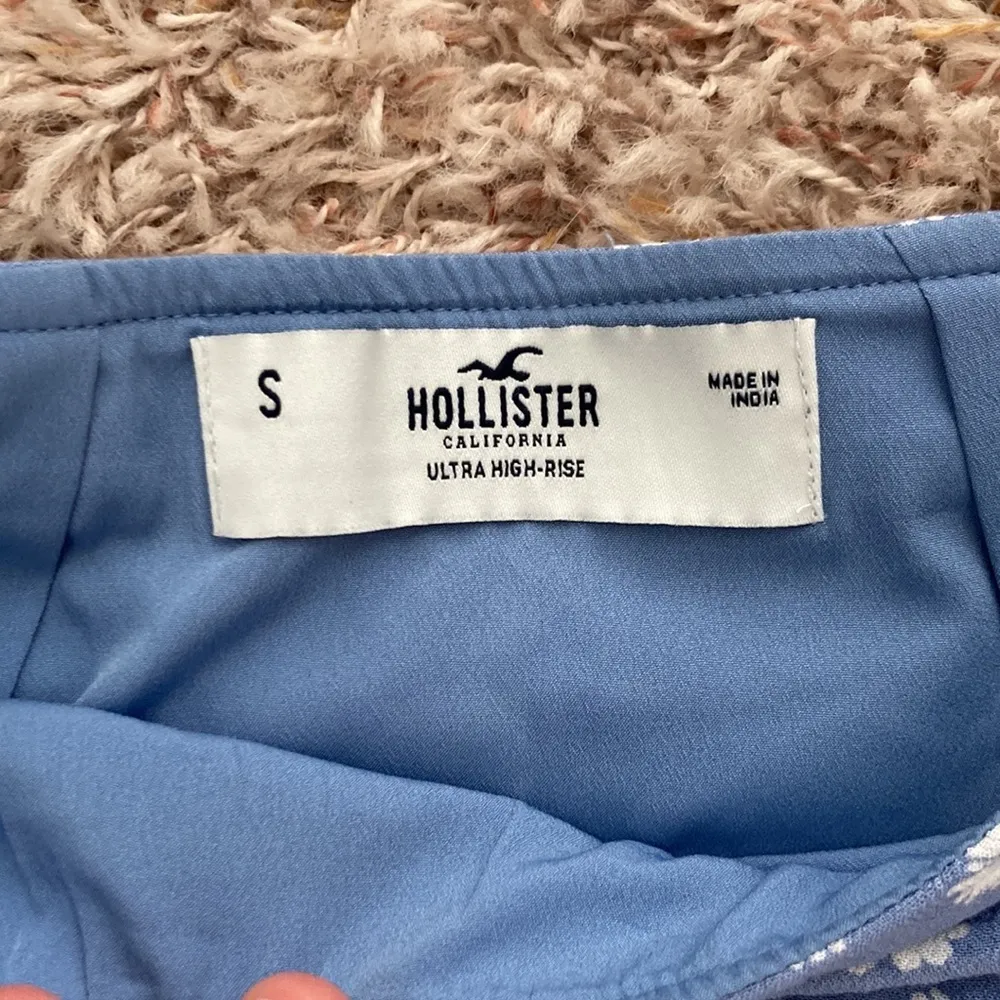 S
HOLLISTER
CALIFORNIA
ULTRA HIGH-RISE
MADE IN
INDIA